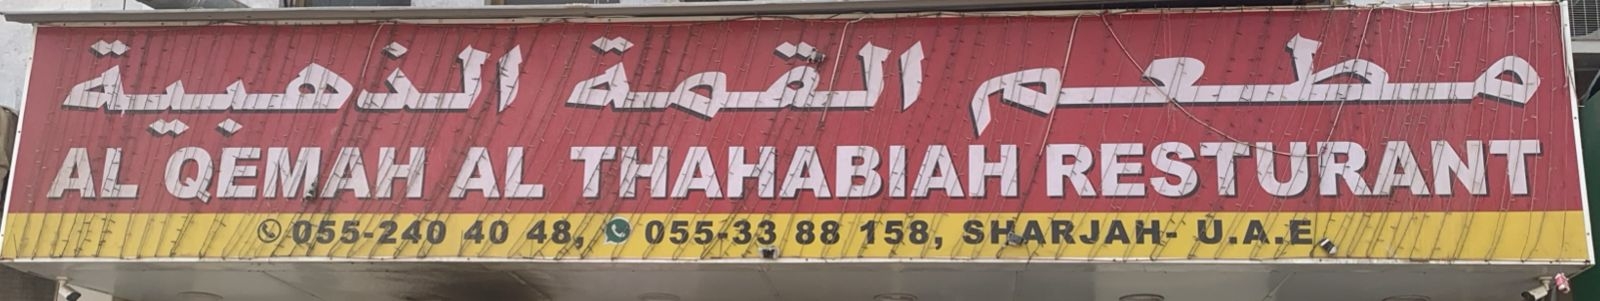 مطعم القمة الذهبية
AL QEMAH AL THAHABIAH RESTURANT
055-240 40 48, 055-33 88 158, SHARJAH- U.A.E.